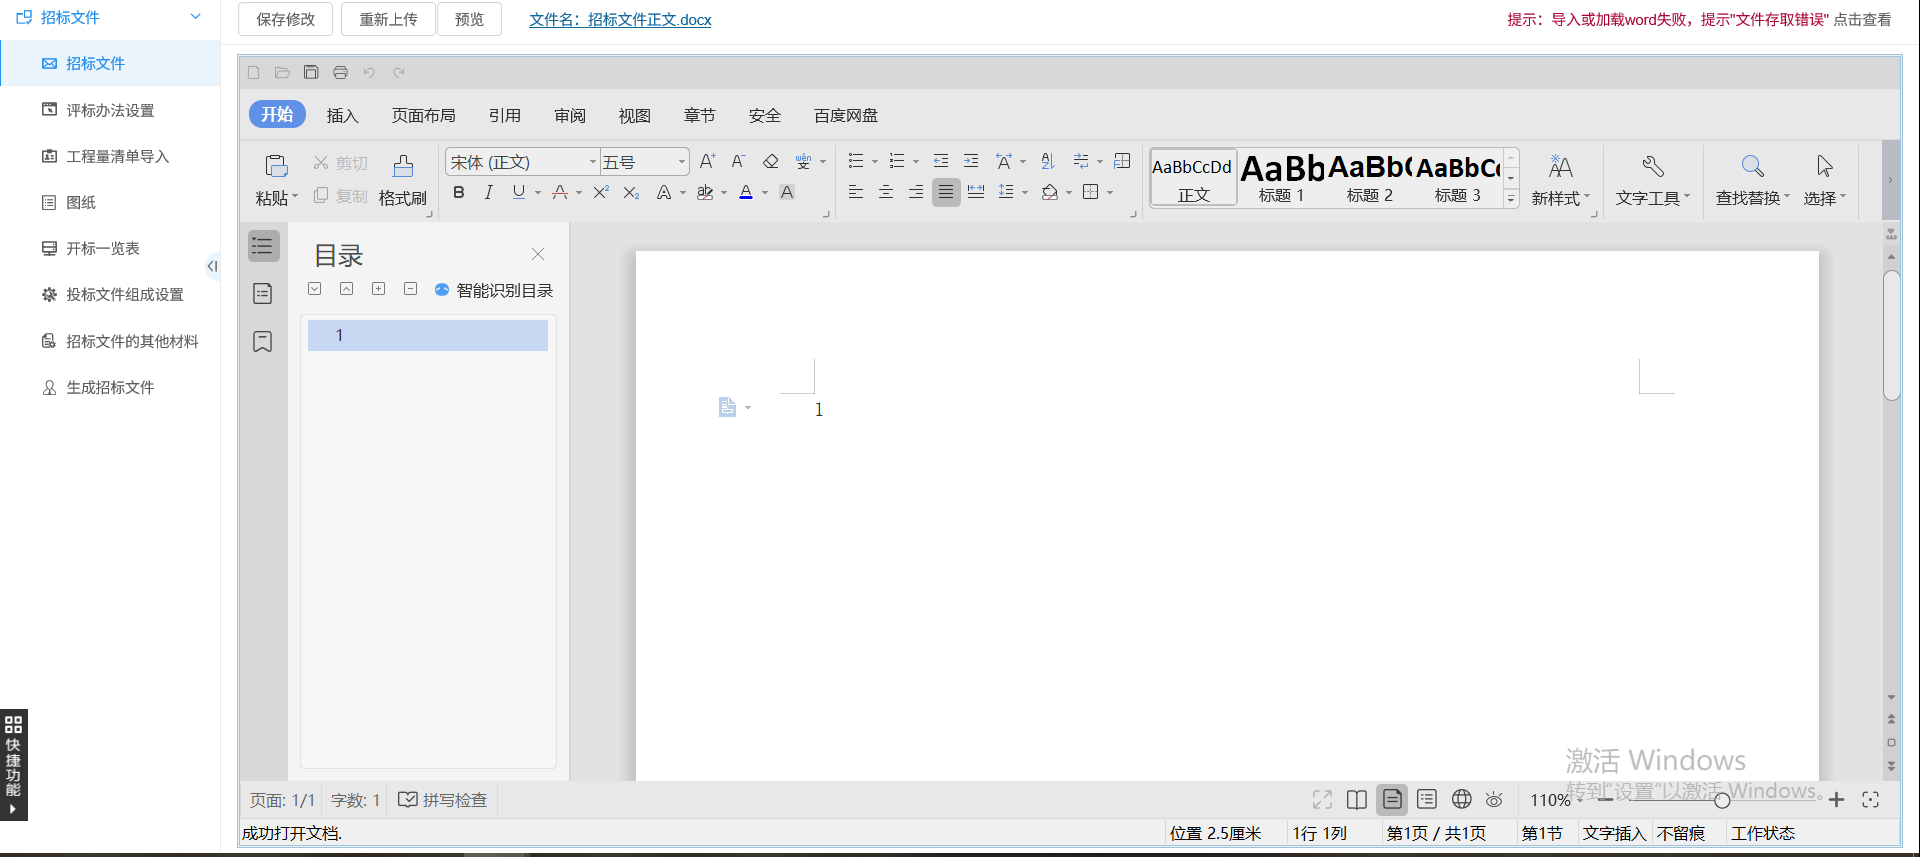 招标文件
招标文件
评标办法设置
工程量清单导入
图纸
开标一览表
投标文件组成设置
招标文件的其他材料
生成招标文件
快捷功能
保存修改 重新上传 预览 文件名：招标文件正文.docx 提示：导入或加载word失败，提示"文件存取错误" 点击查看
开始 插入 页面布局 引用 审阅 视图 章节 安全 百度网盘
粘贴 剪切 复制 格式刷
宋体 (正文) 五号 A+ A- wén 文
B I U A X² X₂ A ab A A
AaBbCcDd AaBb AaBb( AaBbC
正文 标题 1 标题 2 标题 3 新样式 文字工具 查找替换 选择
目录
智能识别目录
1
1
激活 Windows
转到"设置"以激活 Windows。
页面: 1/1 字数: 1 拼写检查 110%
成功打开文档. 位置 2.5厘米 1行 1列 第1页 / 共1页 第1节 文字插入 不留痕 工作状态